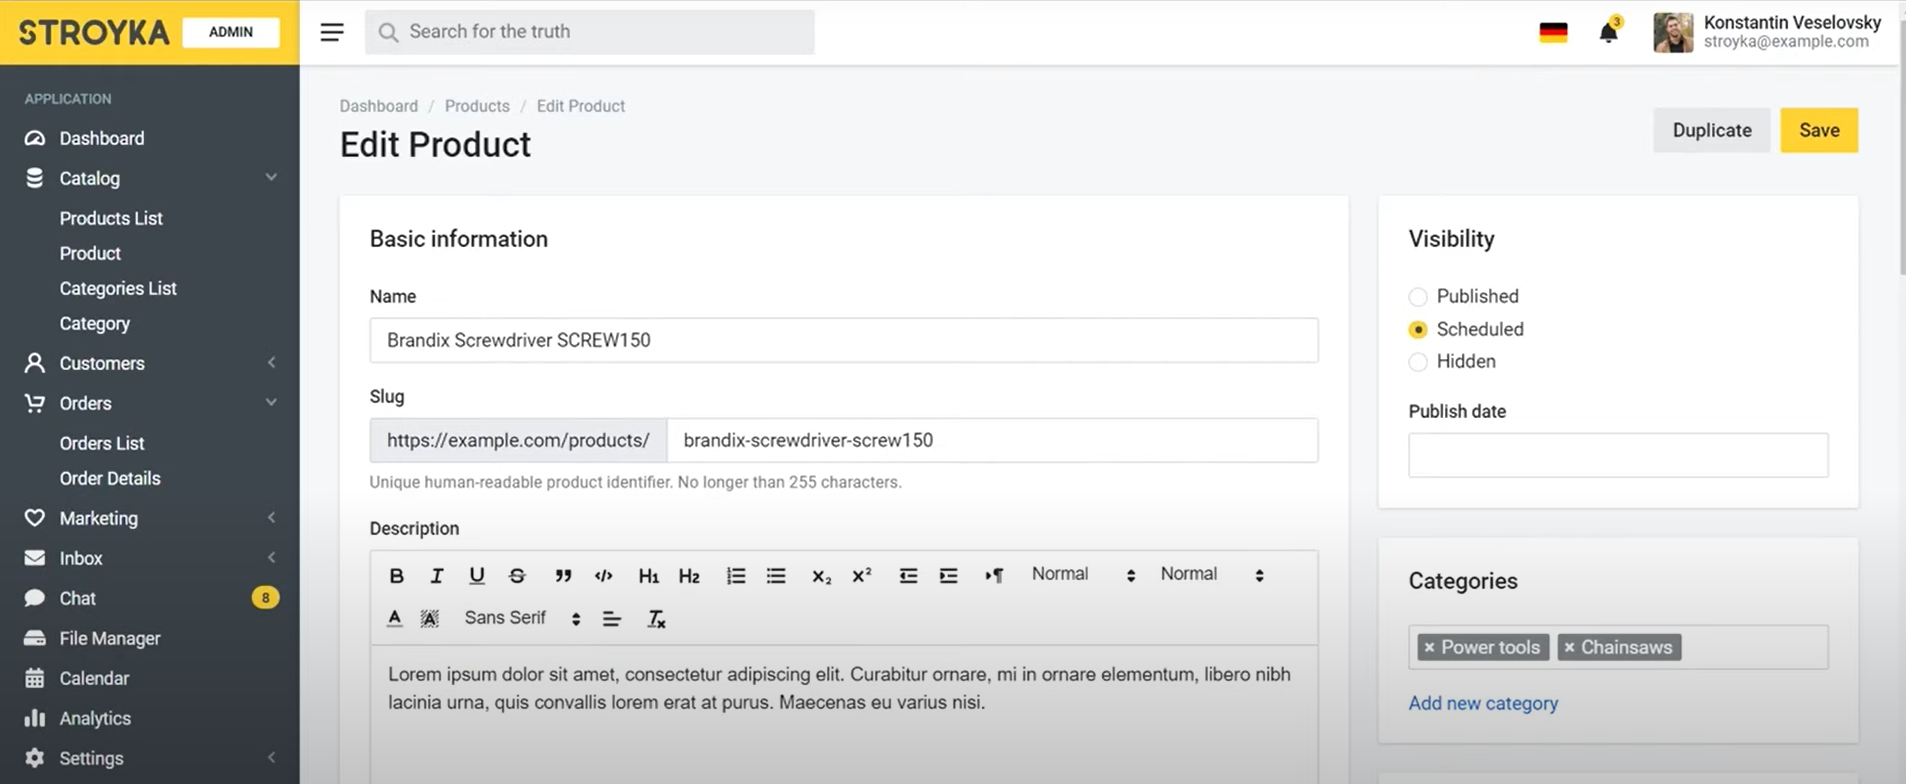 STROYKA ADMIN
Search for the truth
3
Konstantin Veselovsky
stroyka@example.com
APPLICATION
Dashboard
Catalog
Products List
Product
Categories List
Category
Customers
Orders
Orders List
Order Details
Marketing
Inbox
Chat 8
File Manager
Calendar
Analytics
Settings
Dashboard / Products / Edit Product
Edit Product
Duplicate Save
Basic information
Name
Brandix Screwdriver SCREW150
Slug
https://example.com/products/ brandix-screwdriver-screw150
Unique human-readable product identifier. No longer than 255 characters.
Description
B I U S H1 H2 X2 X2 Normal Normal
A A Sans Serif Tx
Lorem ipsum dolor sit amet, consectetur adipiscing elit. Curabitur ornare, mi in ornare elementum, libero nibh
lacinia urna, quis convallis lorem erat at purus. Maecenas eu varius nisi.
Visibility
Published
Scheduled
Hidden
Publish date
Categories
× Power tools × Chainsaws
Add new category